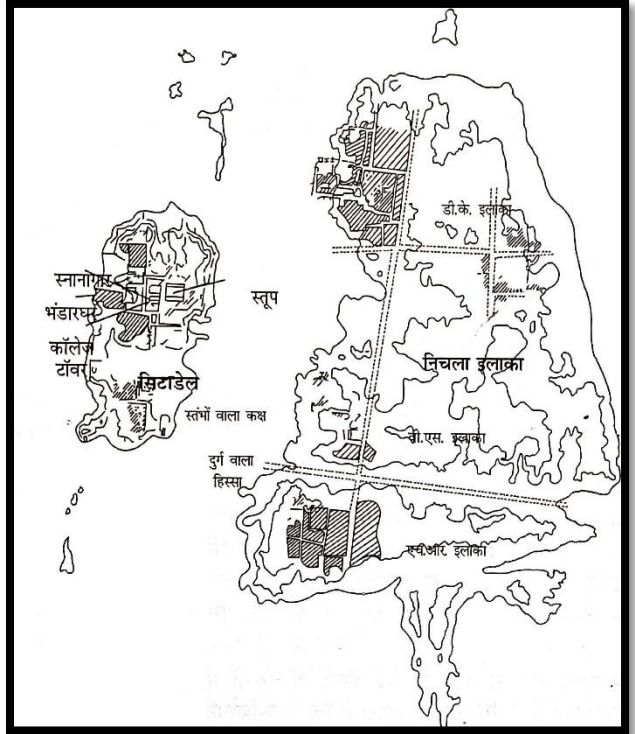 डी.के. इलाका
स्नानागार
स्तूप
भंडारघर
कॉलेज
टॉवर
सिटाडेल
निचला इलाक़ा
स्तंभों वाला कक्ष
वी.एस. इलाका
दुर्ग वाला
हिस्सा
एच.आर. इलाका